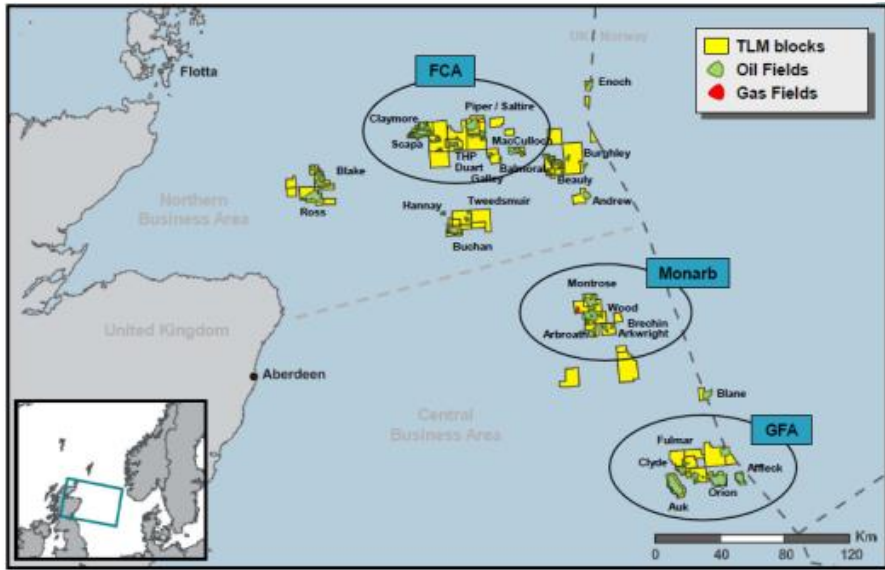 UK Norway
TLM blocks
Oil Fields
Gas Fields
Flotta
FCA
Enoch
Piper / Saltire
Claymore
Scapa
MacCulloch
THP
Duart
Galley
Balmoral
Burghley
Beauly
Blake
Ross
Northern
Business Area
Hannay
Tweedsmuir
Buchan
Andrew
Monarb
Montrose
Wood
Brechin
Arbroath
Arkwright
United Kingdom
Aberdeen
Central
Business Area
Blane
GFA
Fulmar
Clyde
Affleck
Orion
Auk
Km
0 40 80 120